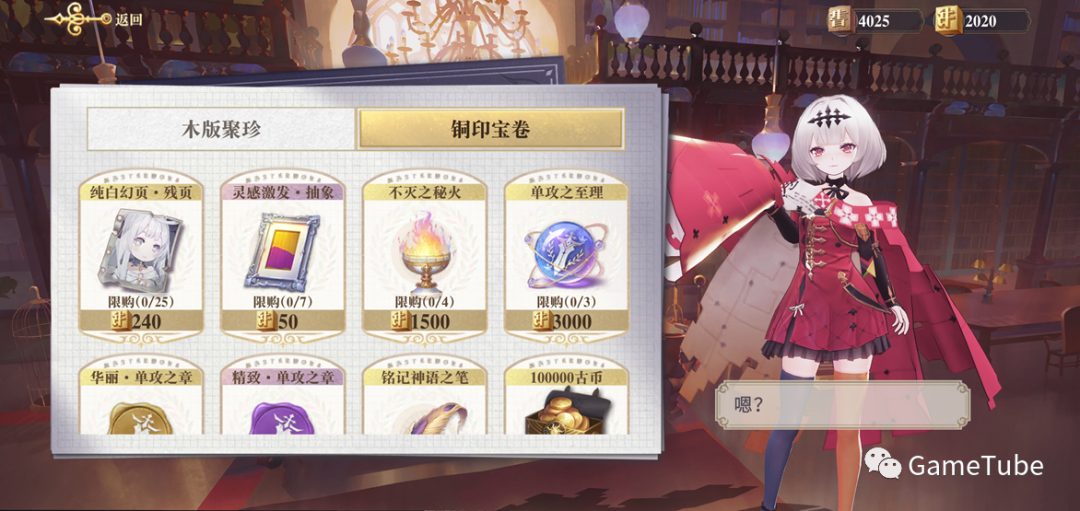 返回
4025
2020
木版聚珍
铜印宝卷
纯白幻页·残页
限购(0/25)
240
灵感激发·抽象
限购(0/7)
50
不灭之秘火
限购(0/4)
1500
单攻之至理
限购(0/3)
3000
华丽·单攻之章
精致·单攻之章
铭记神语之笔
100000古币
嗯？
GameTube